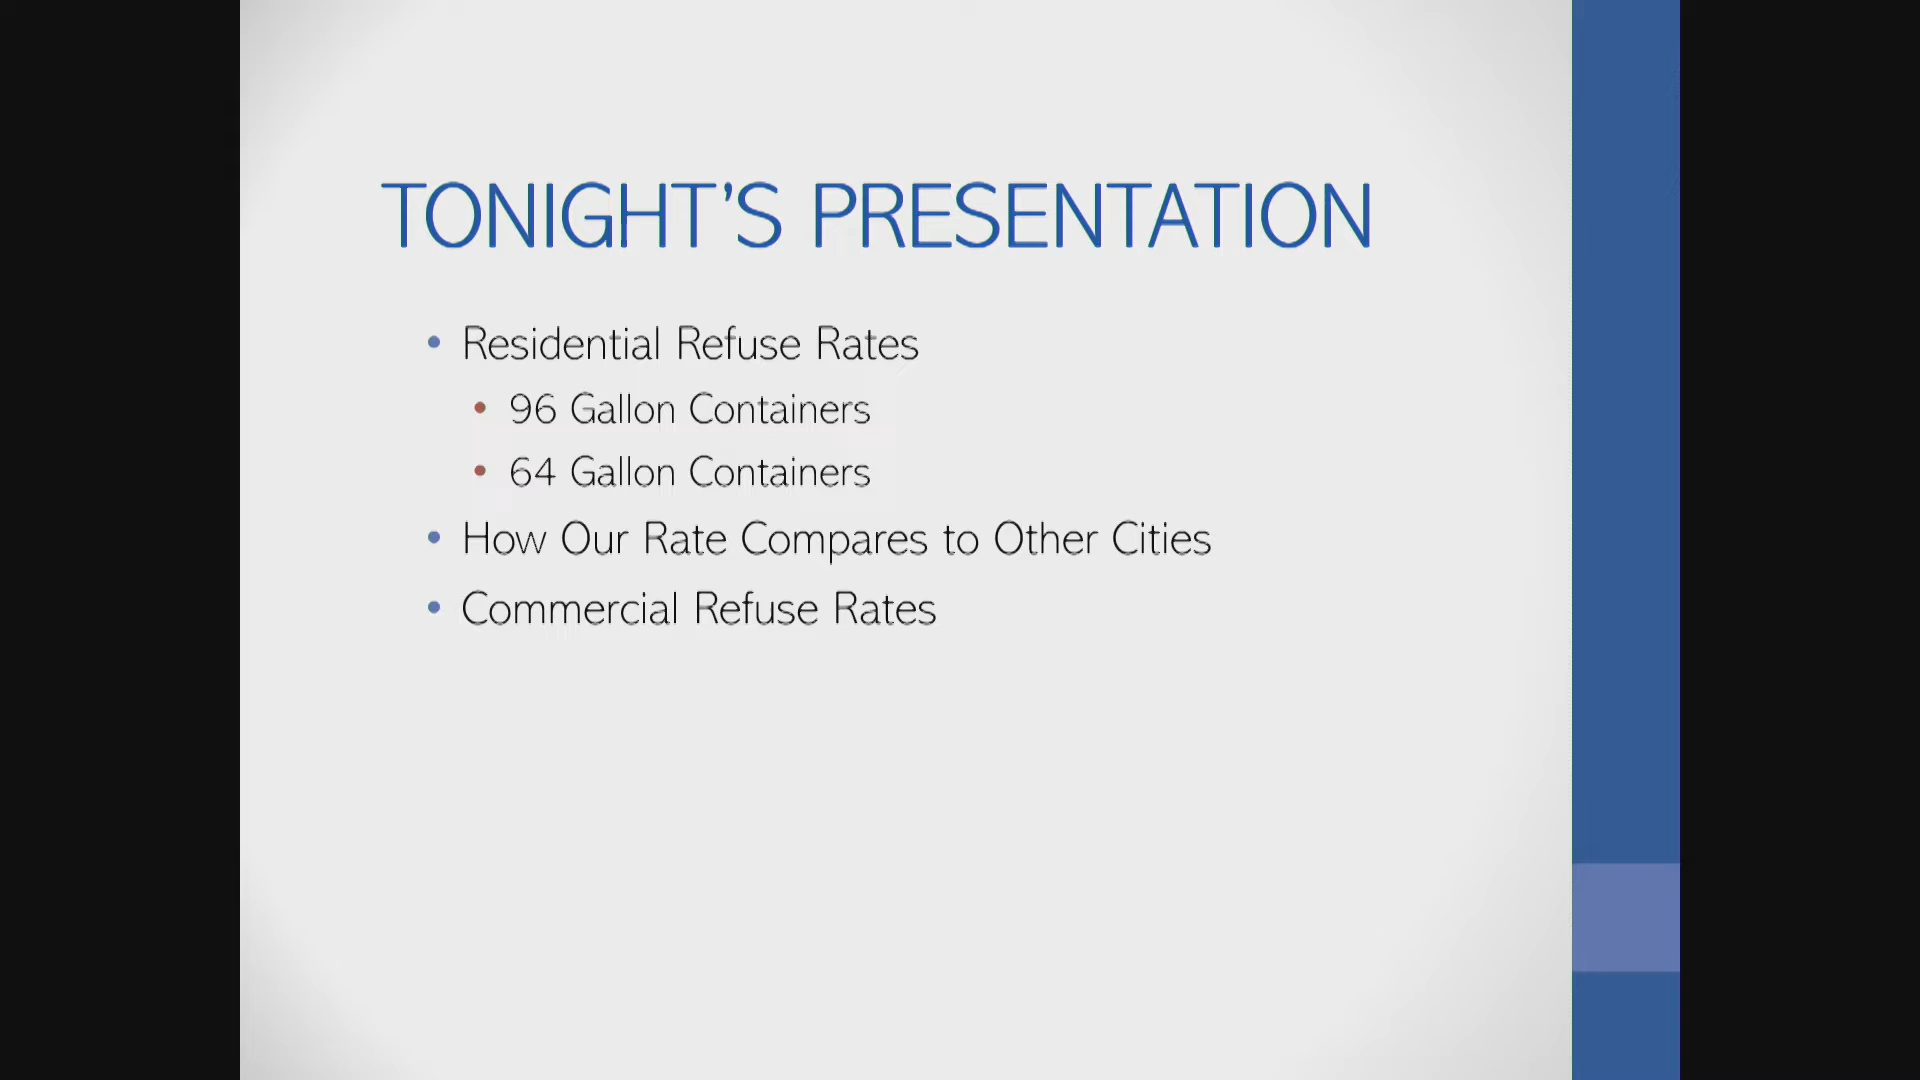 TONIGHT'S PRESENTATION
• Residential Refuse Rates
• 96 Gallon Containers
• 64 Gallon Containers
• How Our Rate Compares to Other Cities
• Commercial Refuse Rates